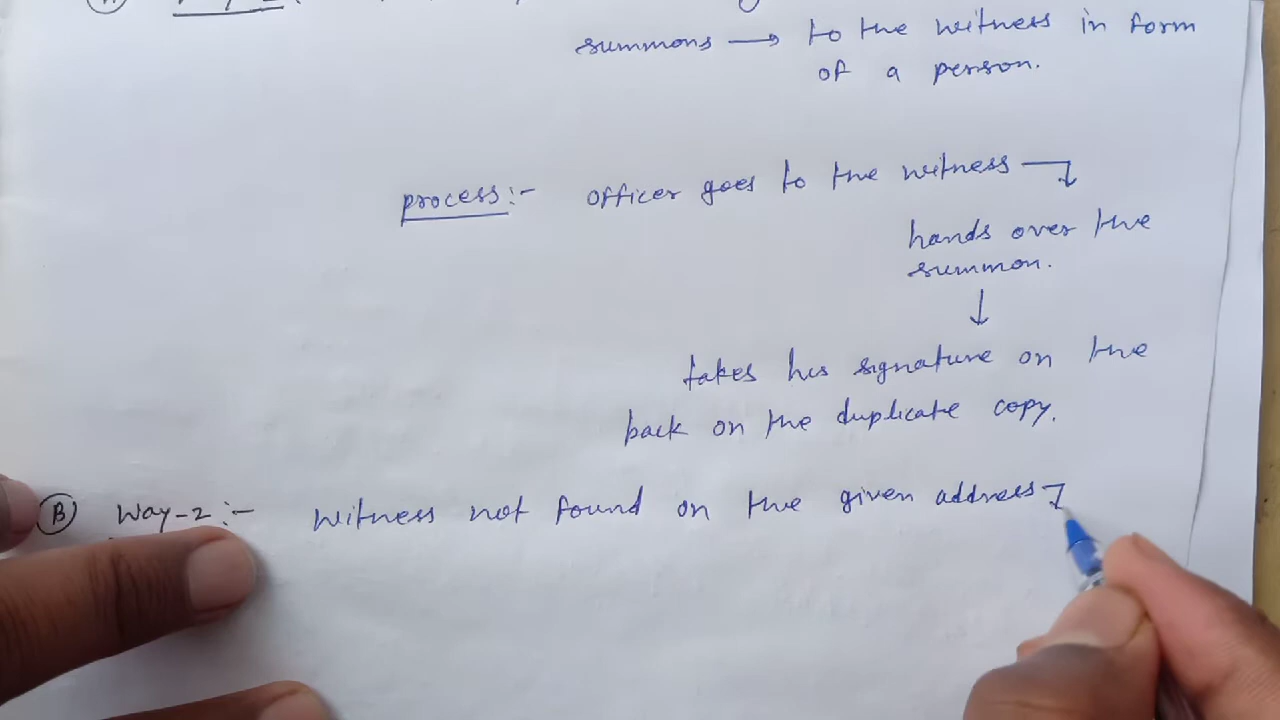 summons → to the witness in form
of a person.
process:- officer goes to the witness
hands over the
summon.
↓
takes his signature on the
back on the duplicate copy.
(B) Way-2:- Witness not found on the given address